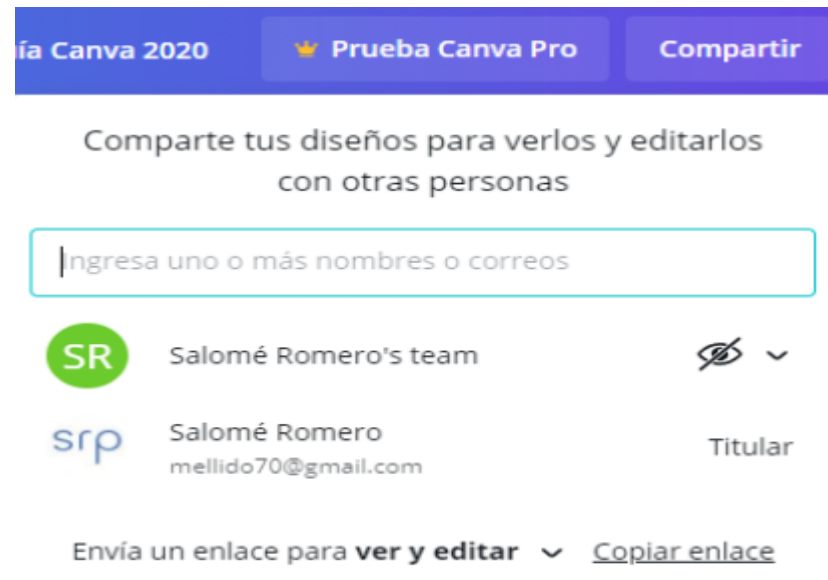 ía Canva 2020 Prueba Canva Pro Compartir
Comparte tus diseños para verlos y editarlos
con otras personas
Ingresa uno o más nombres o correos
SR Salomé Romero's team
srp Salomé Romero Titular
mellido70@gmail.com
Envía un enlace para ver y editar Copiar enlace